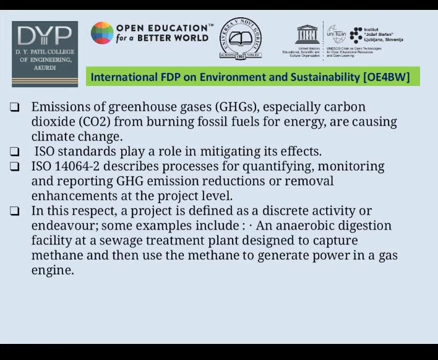 DYP
D. Y. PATIL COLLEGE
OF ENGINEERING,
AKURDI
OPEN EDUCATION™
for a BETTER WORLD
International FDP on Environment and Sustainability [OE4BW]
❑ Emissions of greenhouse gases (GHGs), especially carbon
dioxide (CO2) from burning fossil fuels for energy, are causing
climate change.
❑ ISO standards play a role in mitigating its effects.
❑ ISO 14064-2 describes processes for quantifying, monitoring
and reporting GHG emission reductions or removal
enhancements at the project level.
❑ In this respect, a project is defined as a discrete activity or
endeavour; some examples include : · An anaerobic digestion
facility at a sewage treatment plant designed to capture
methane and then use the methane to generate power in a gas
engine.